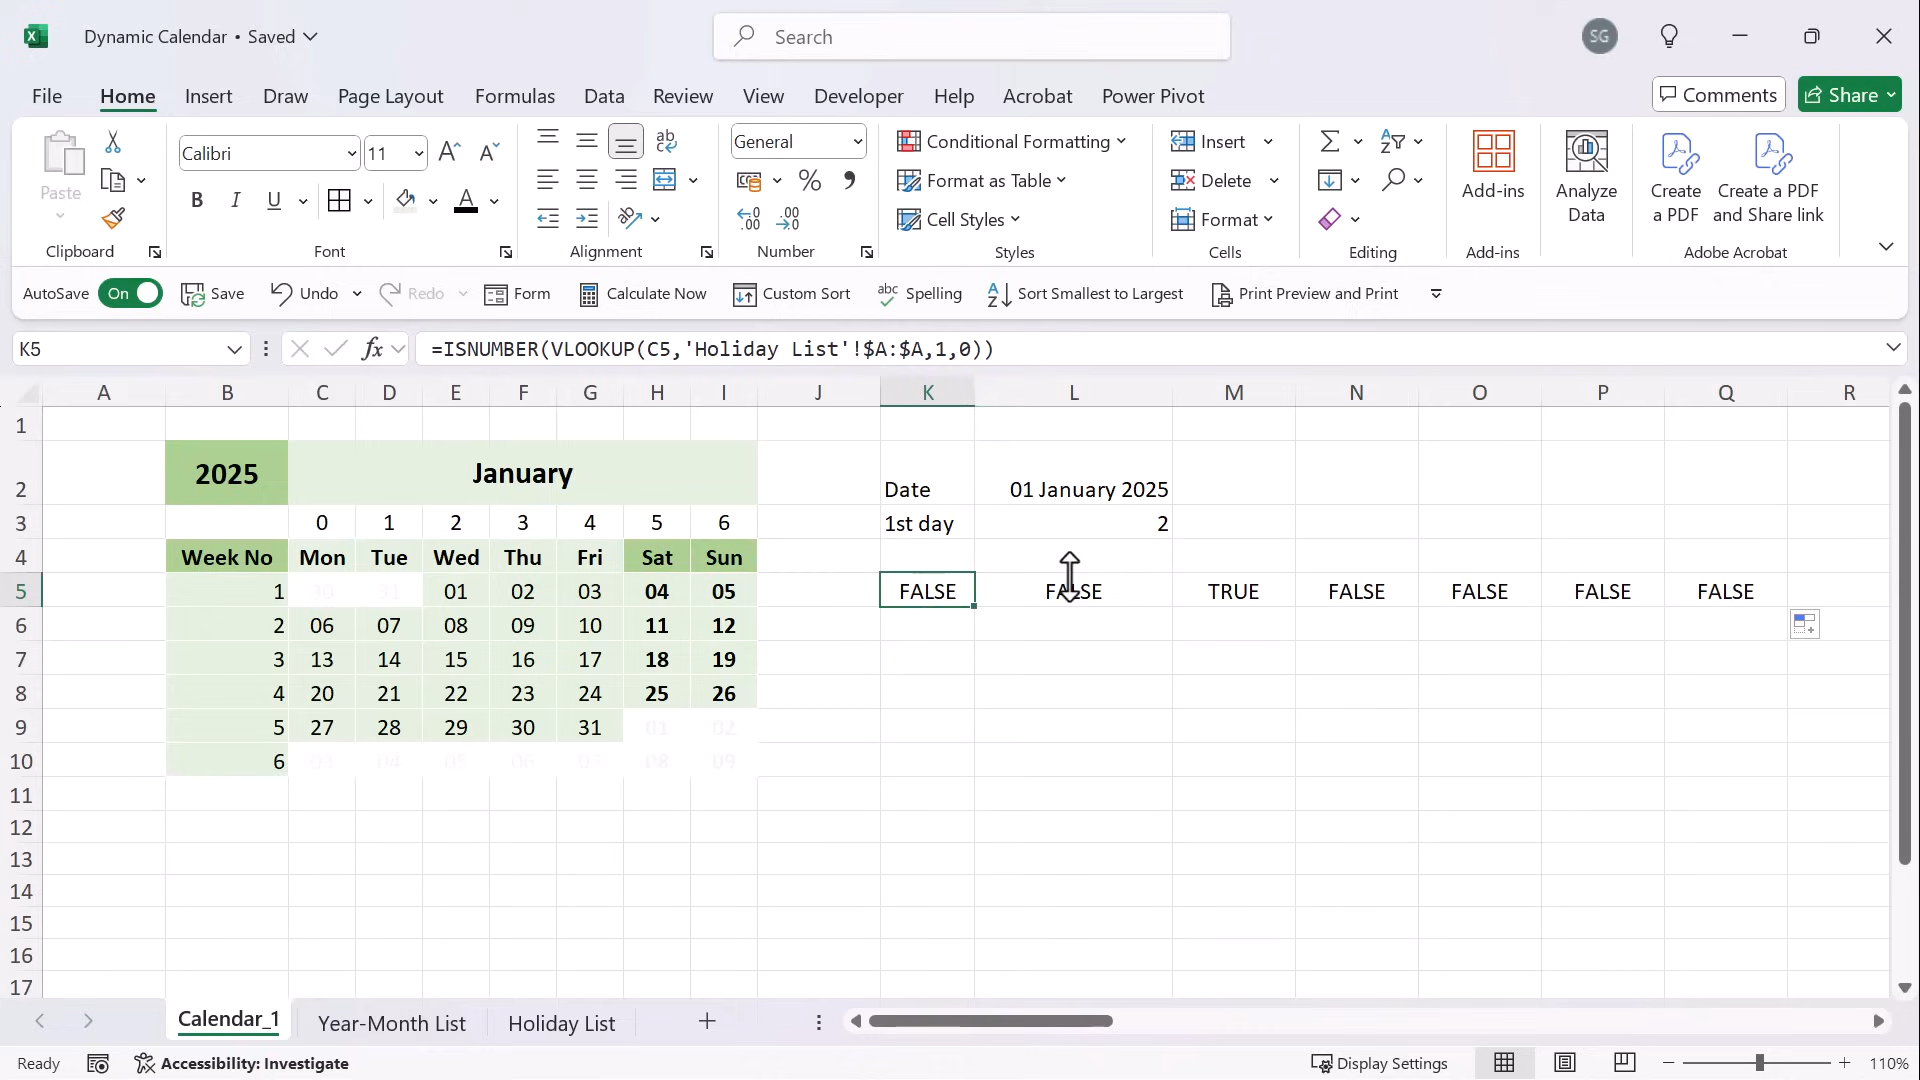 Dynamic Calendar • Saved
Search
SG
File Home Insert Draw Page Layout Formulas Data Review View Developer Help Acrobat Power Pivot
Comments
Share
Paste
Clipboard
Calibri
11
B I U
Font
Alignment
General
Number
Conditional Formatting
Format as Table
Cell Styles
Styles
Insert
Delete
Format
Cells
Editing
Add-ins
Add-ins
Analyze
Data
Create
a PDF
Create a PDF
and Share link
Adobe Acrobat
AutoSave On Save Undo Redo Form Calculate Now Custom Sort Spelling Sort Smallest to Largest Print Preview and Print
K5 fx =ISNUMBER(VLOOKUP(C5,'Holiday List'!$A:$A,1,0))
A B C D E F G H I J K L M N O P Q R
1
2 2025 January Date 01 January 2025
3 0 1 2 3 4 5 6 1st day 2
4 Week No Mon Tue Wed Thu Fri Sat Sun
5 1 30 31 01 02 03 04 05 FALSE FALSE TRUE FALSE FALSE FALSE FALSE
6 2 06 07 08 09 10 11 12
7 3 13 14 15 16 17 18 19
8 4 20 21 22 23 24 25 26
9 5 27 28 29 30 31 01 02
10 6 03 04 05 06 07 08 09
11
12
13
14
15
16
17
Calendar_1 Year-Month List Holiday List
Ready Accessibility: Investigate Display Settings 110%